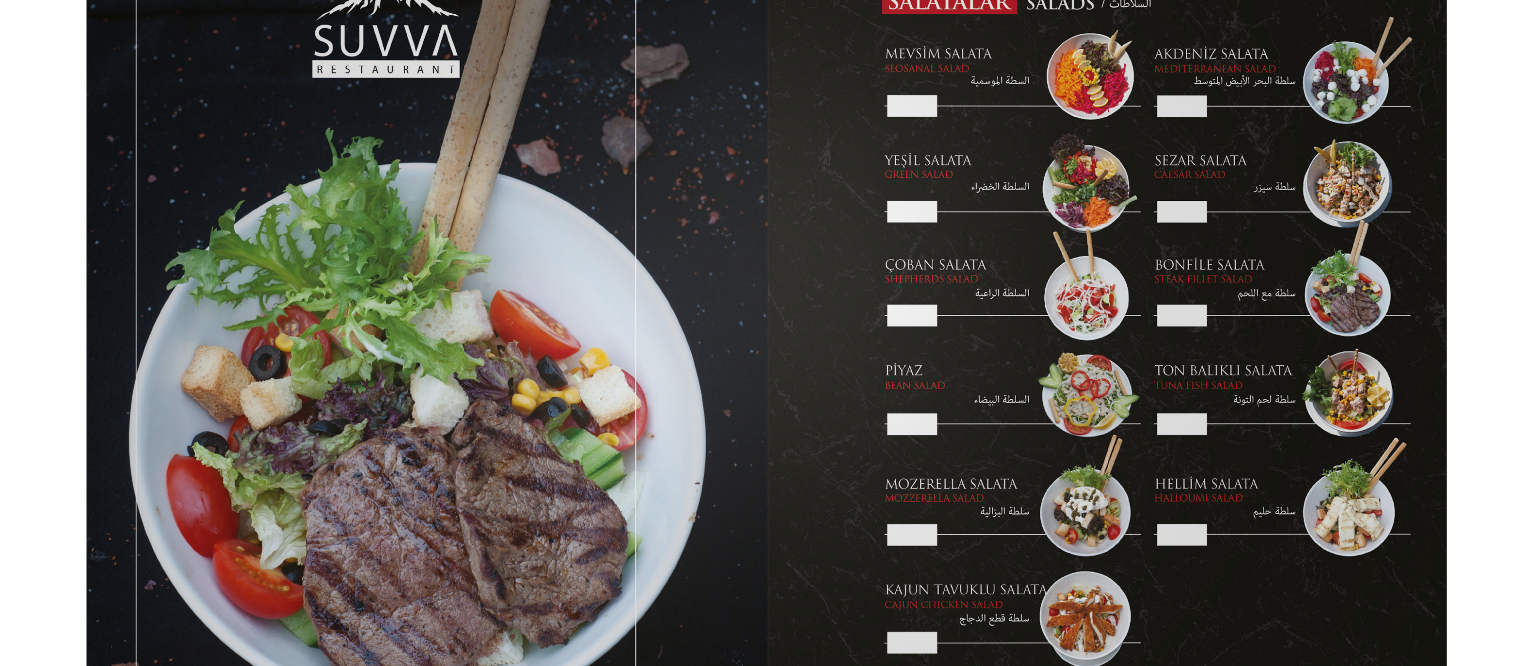 SUVVA
RESTAURANT
SALATALAR SALADS / السلاطات
MEVSİM SALATA
SEOSANAL SALAD
السطة الموسمية
AKDENİZ SALATA
MEDITERRANEAN SALAD
سلطة البحر الأبيض المتوسط
YEŞİL SALATA
GREEN SALAD
السلطة الخضراء
SEZAR SALATA
CAESAR SALAD
سلطة سيزر
ÇOBAN SALATA
SHEPHERDS SALAD
السلطة الراعية
BONFİLE SALATA
STEAK FILLET SALAD
سلطة مع اللحم
PİYAZ
BEAN SALAD
السلطة البيضاء
TON BALIKLI SALATA
TUNA FISH SALAD
سلطة لحم التونة
MOZERELLA SALATA
MOZZERELLA SALAD
سلطة البزالية
HELLİM SALATA
HALLOUMI SALAD
سلطة حليم
KAJUN TAVUKLU SALATA
CAJUN CHICKEN SALAD
سلطة قطع الدجاج